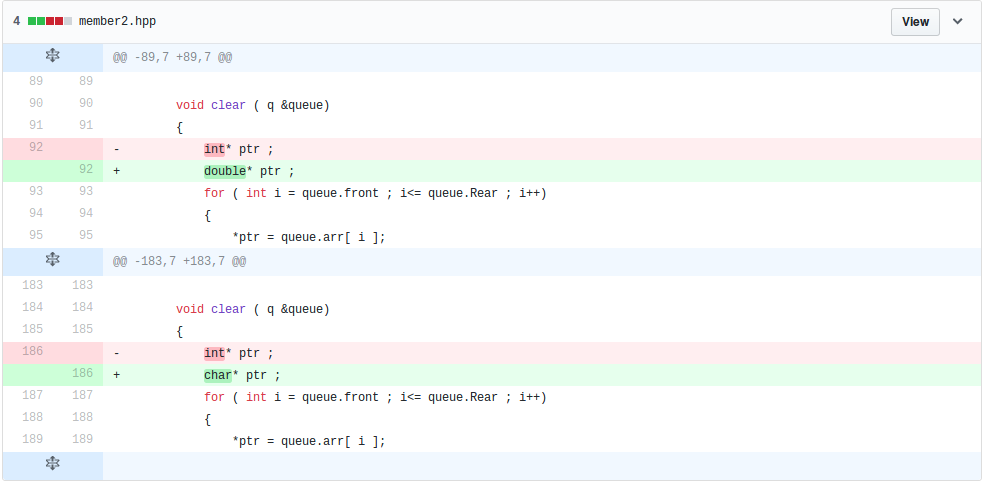 4 member2.hpp View
@@ -89,7 +89,7 @@
89 89
90 90 void clear ( q &queue)
91 91 {
92 - int* ptr ;
92 + double* ptr ;
93 93 for ( int i = queue.front ; i<= queue.Rear ; i++)
94 94 {
95 95 *ptr = queue.arr[ i ];
@@ -183,7 +183,7 @@
183 183
184 184 void clear ( q &queue)
185 185 {
186 - int* ptr ;
186 + char* ptr ;
187 187 for ( int i = queue.front ; i<= queue.Rear ; i++)
188 188 {
189 189 *ptr = queue.arr[ i ];